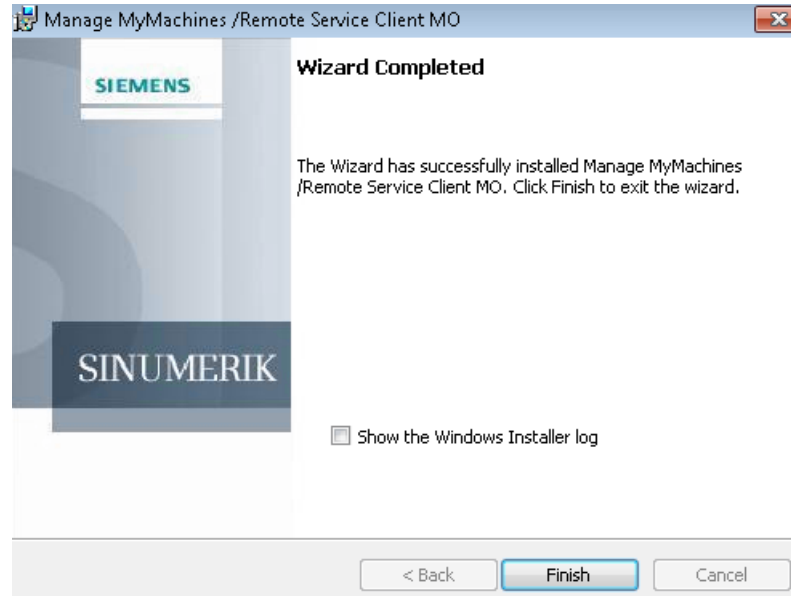 Manage MyMachines /Remote Service Client MO
SIEMENS
Wizard Completed
The Wizard has successfully installed Manage MyMachines
/Remote Service Client MO. Click Finish to exit the wizard.
SINUMERIK
Show the Windows Installer log
< Back
Finish
Cancel